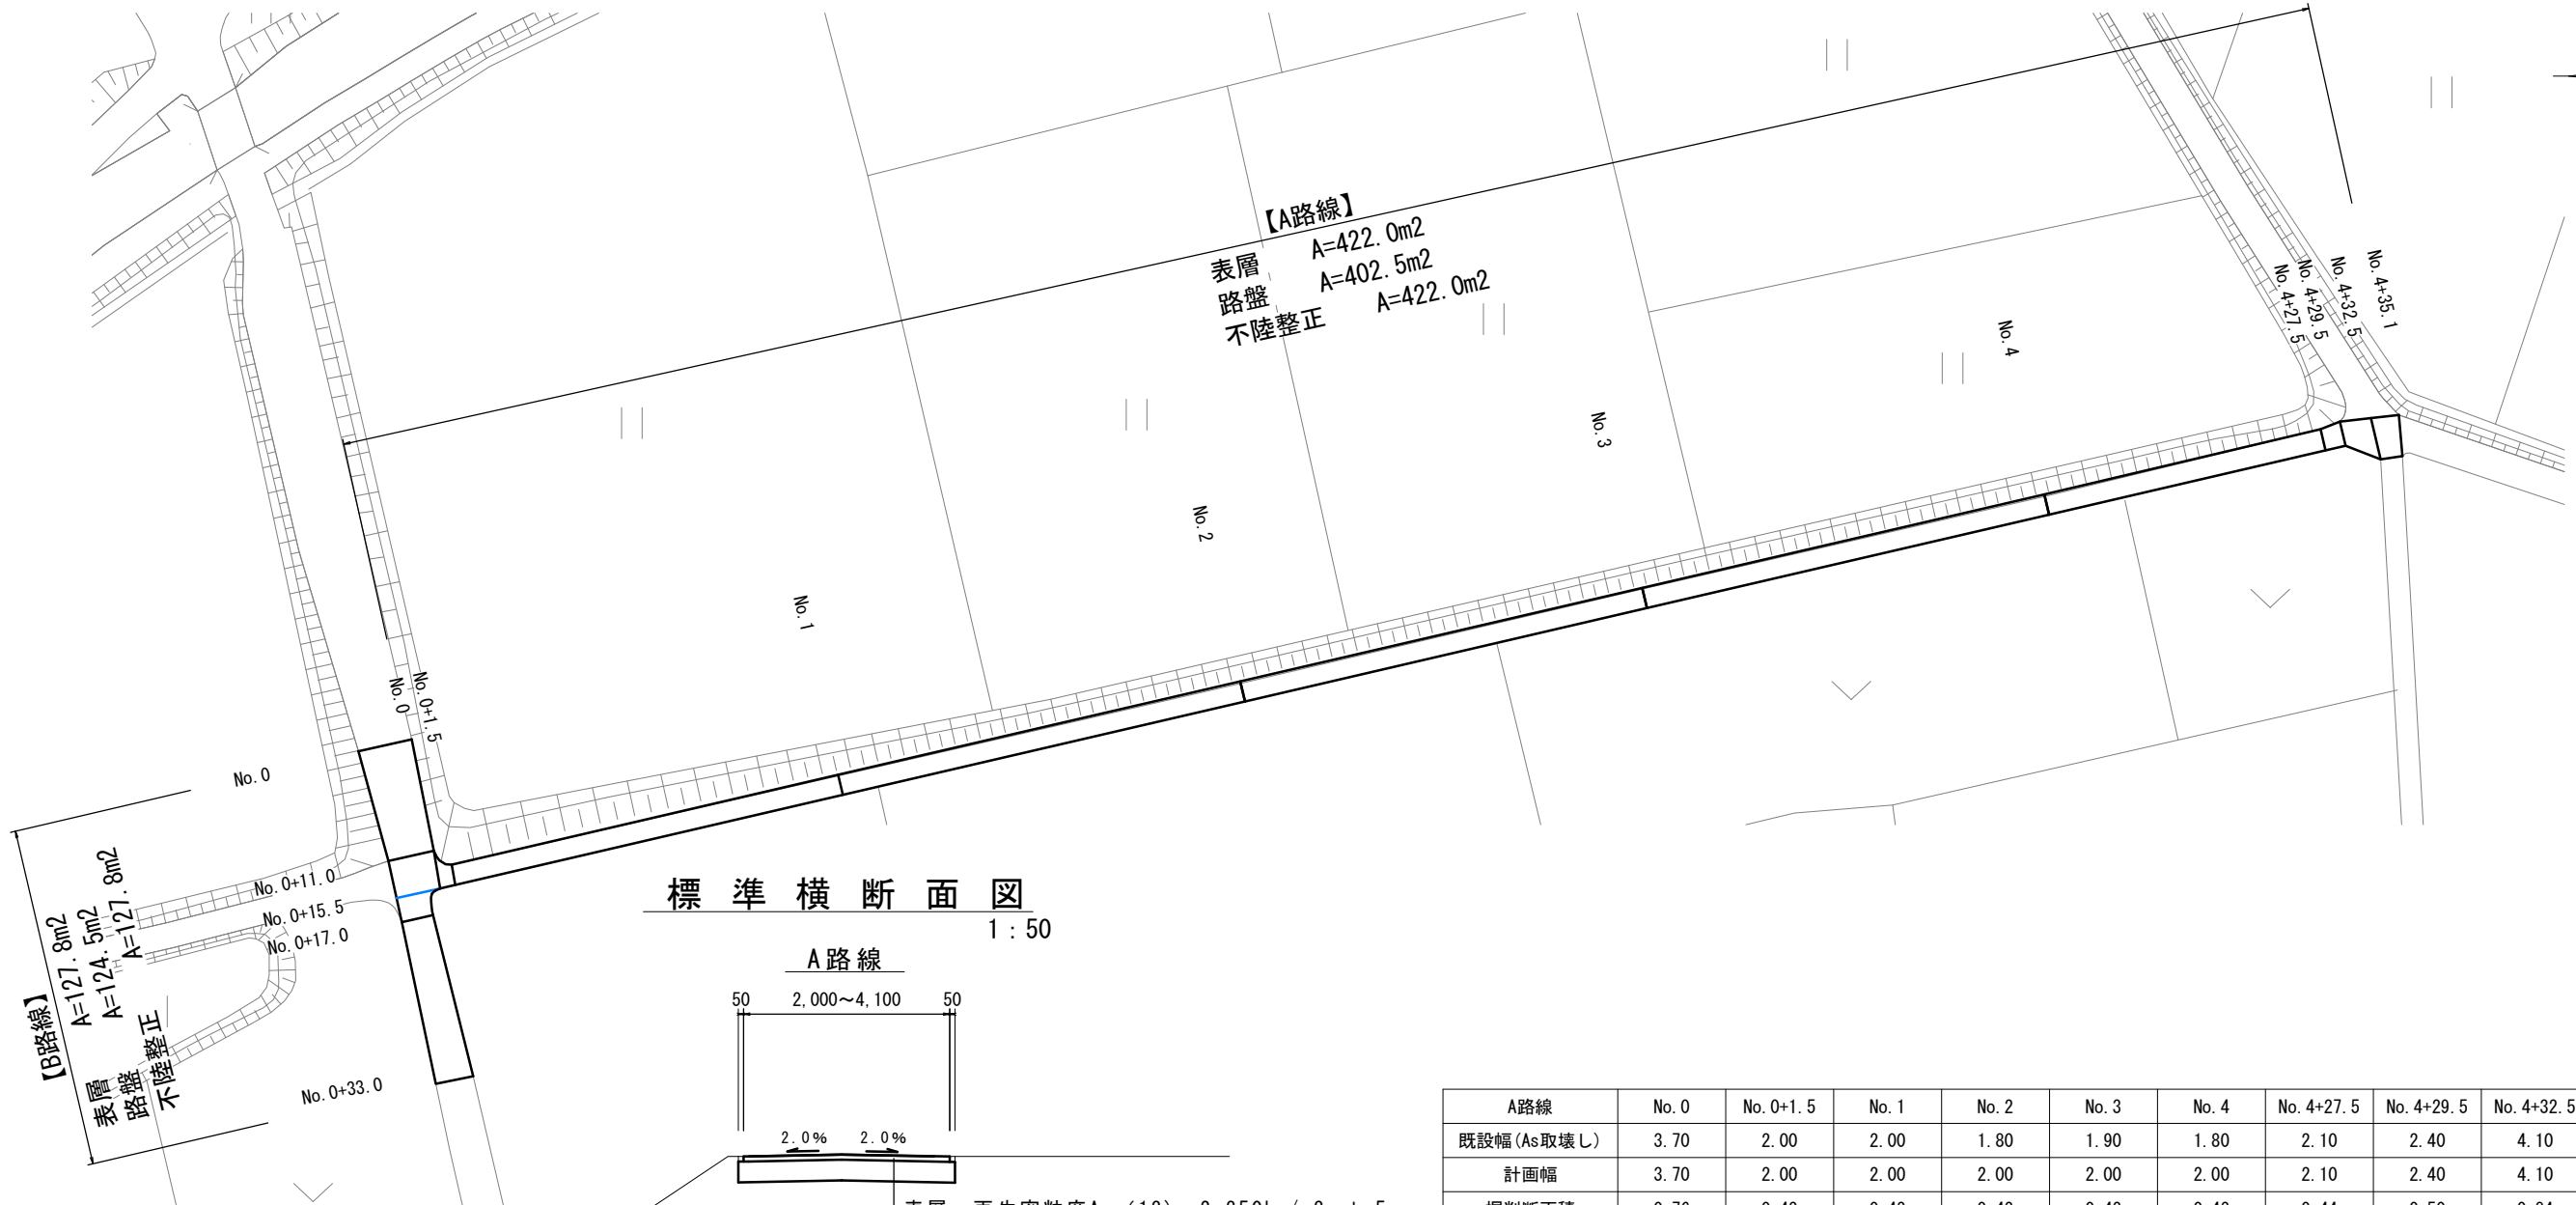 【A路線】
表層 A=422.0m2
路盤 A=402.5m2
不陸整正 A=422.0m2
No.4+27.5
No.4+29.5
No.4+32.5
No.4+35.1
No.4
No.3
No.2
No.1
No.0
No.0+1.5
No.0
No.0+11.0
No.0+15.5
No.0+17.0
No.0+33.0
【B路線】
表層 A=127.8m2
路盤 A=124.5m2
不陸整正 A=127.8m2
標準横断面図
1:50
A路線
50 2,000～4,100 50
2.0% 2.0%
A路線 No.0 No.0+1.5 No.1 No.2 No.3 No.4 No.4+27.5 No.4+29.5 No.4+32.5
既設幅(As取壊し) 3.70 2.00 2.00 1.80 1.90 1.80 2.10 2.40 4.10
計画幅 3.70 2.00 2.00 2.00 2.00 2.00 2.10 2.40 4.10